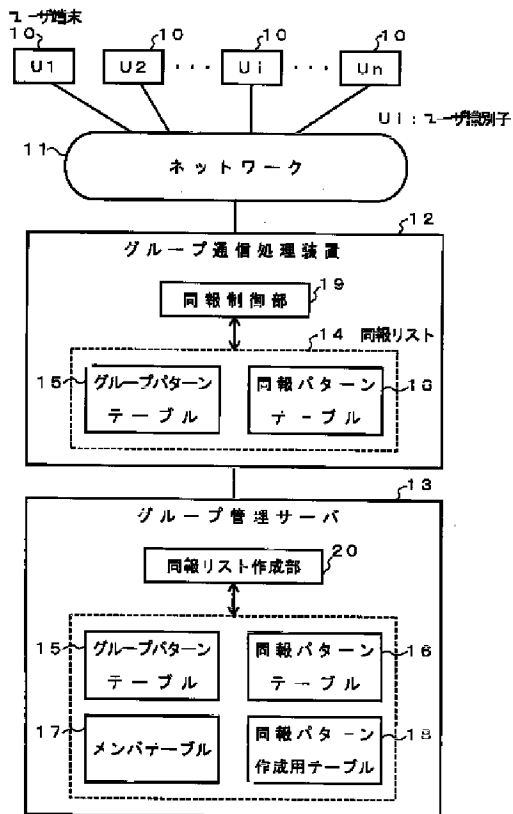 ユーザ端末
10 10 10 10
U1 U2 ・・・ Ui ・・・ Un
Ui：ユーザ識別子
11
ネットワーク
12
グループ通信処理装置
19
同報制御部
14 同報リスト
15 グループパターンテーブル
同報パターンテーブル 16
13
グループ管理サーバ
20
同報リスト作成部
15 グループパターンテーブル
同報パターンテーブル 16
17 メンバテーブル
同報パターン作成用テーブル 18